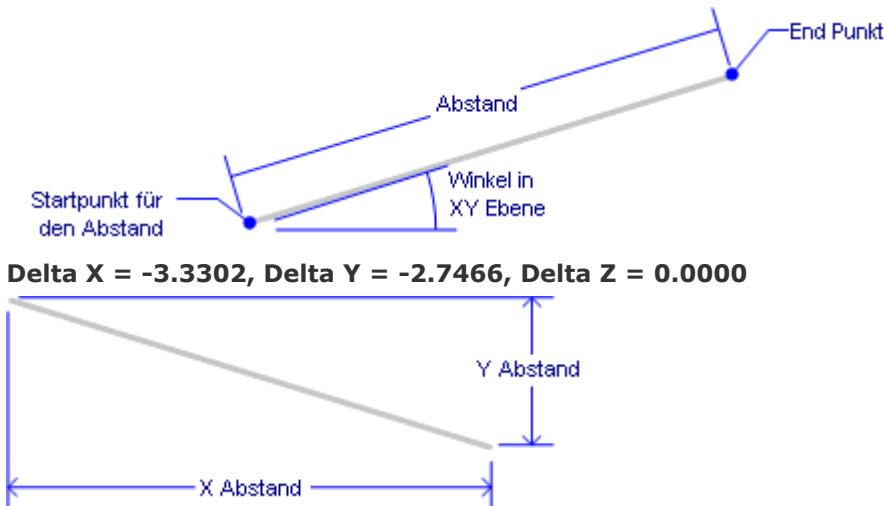 End Punkt
Abstand
Winkel in
XY Ebene
Startpunkt für
den Abstand
Delta X = -3.3302, Delta Y = -2.7466, Delta Z = 0.0000
Y Abstand
X Abstand